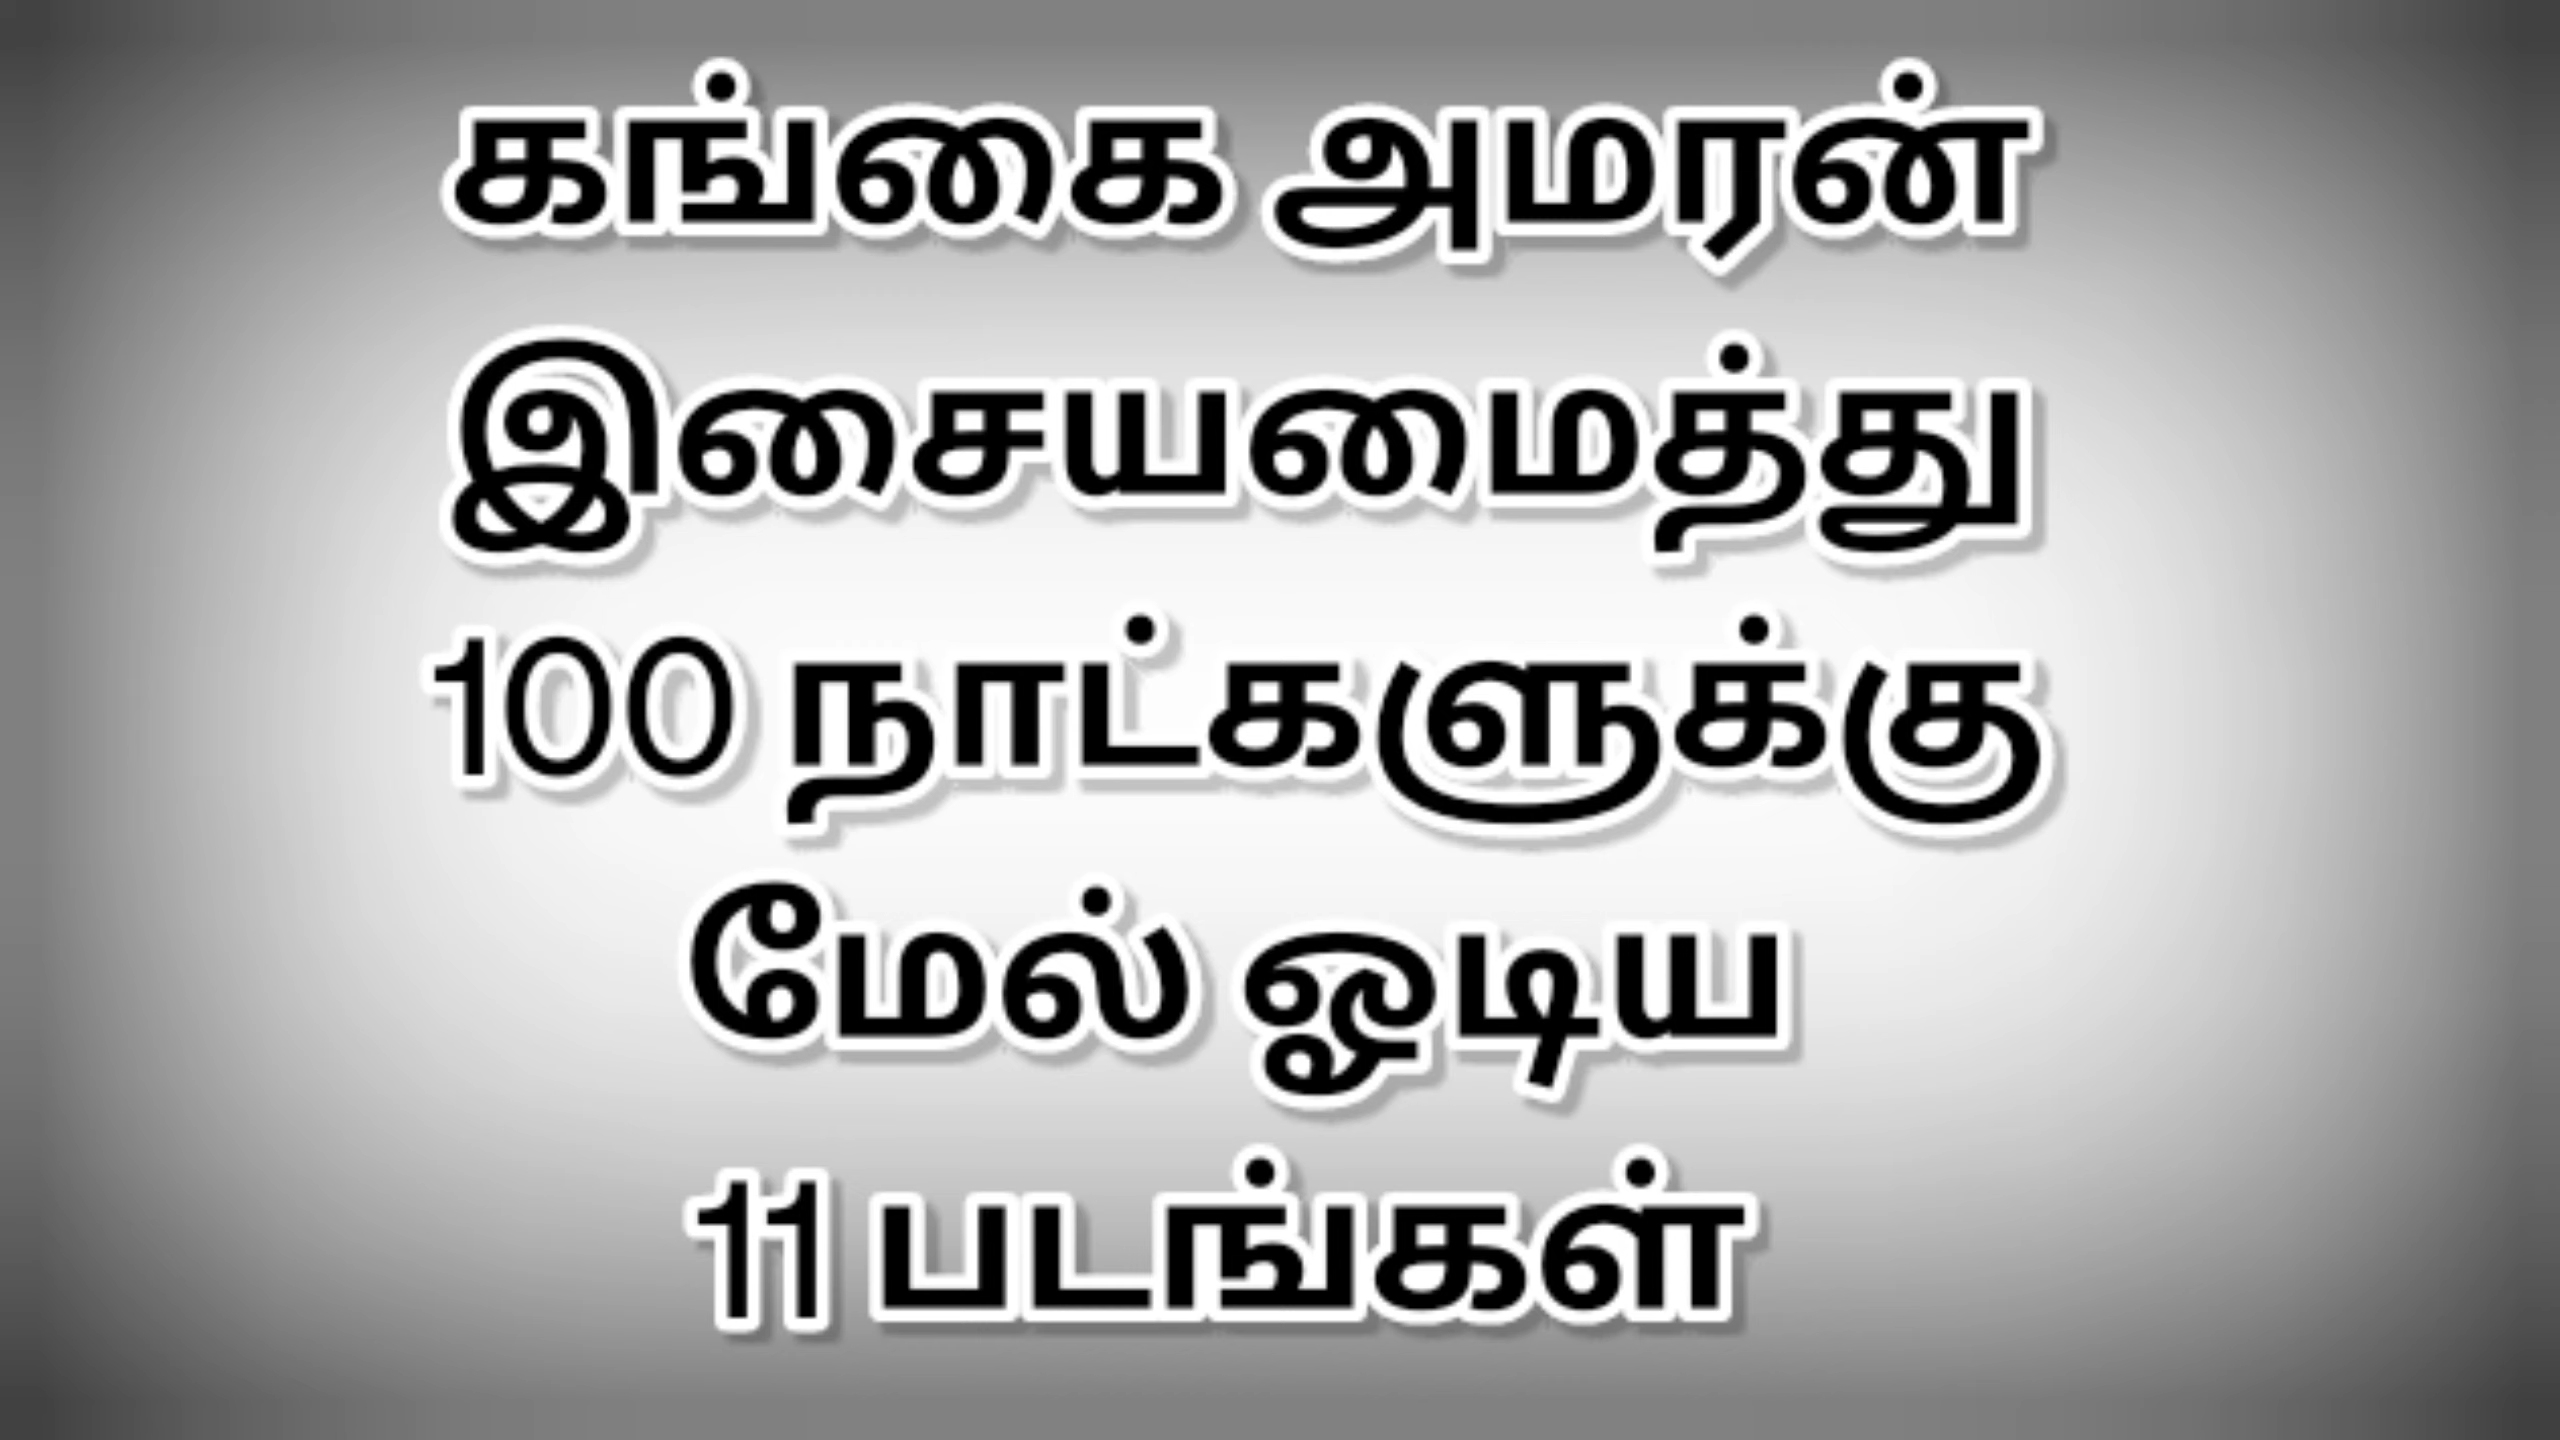 கங்கை அமரன்
இசையமைத்து
100 நாட்களுக்கு
மேல் ஓடிய
11 படங்கள்